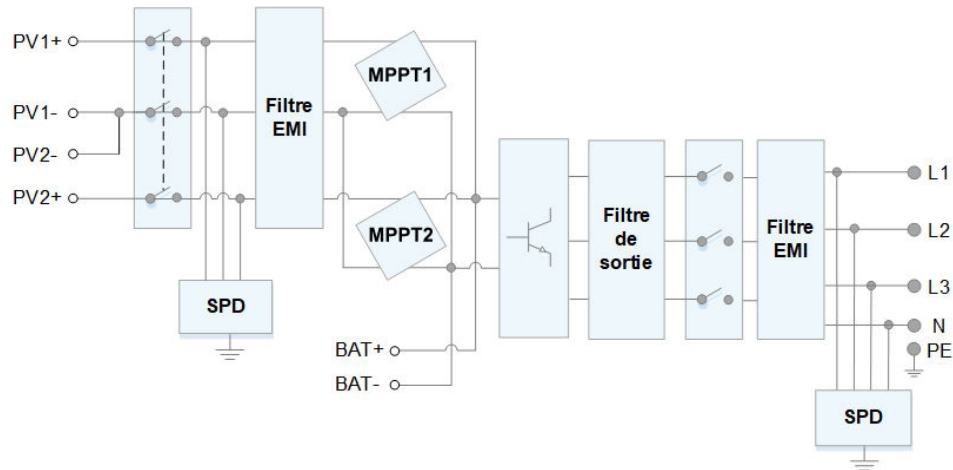 PV1+
PV1-
PV2-
PV2+
Filtre
EMI
MPPT1
MPPT2
SPD
BAT+
BAT-
Filtre
de
sortie
Filtre
EMI
L1
L2
L3
N
PE
SPD